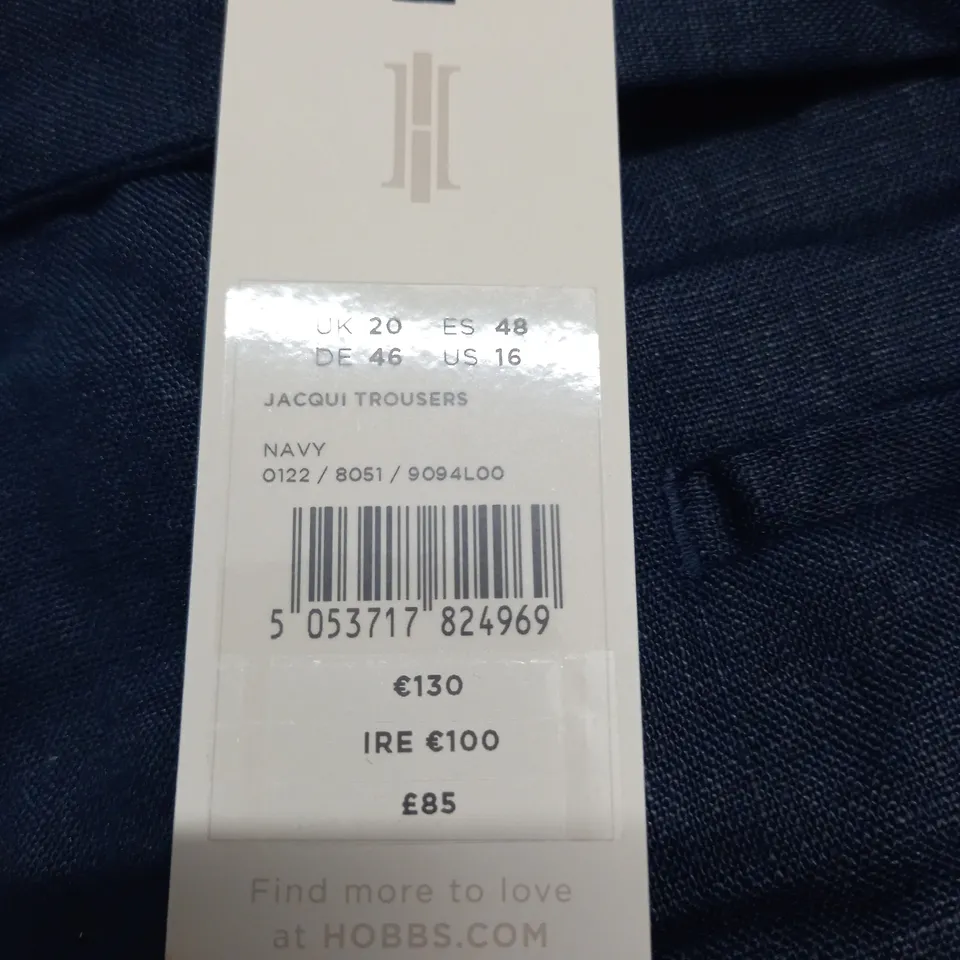 UK 20 ES 48
DE 46 US 16
JACQUI TROUSERS
NAVY
0122 / 8051 / 9094L00
5 053717 824969
€130
IRE €100
£85
Find more to love
at HOBBS.COM